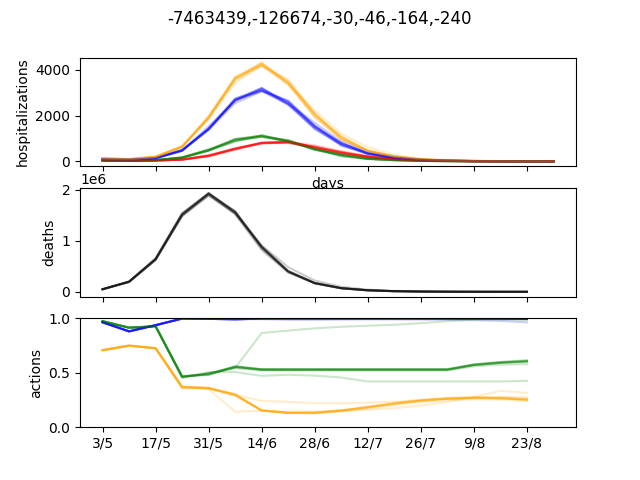 -7463439,-126674,-30,-46,-164,-240
hospitalizations
4000
2000
0
days
1e6
deaths
2
1
0
actions
1.0
0.5
0.0
3/5 17/5 31/5 14/6 28/6 12/7 26/7 9/8 23/8